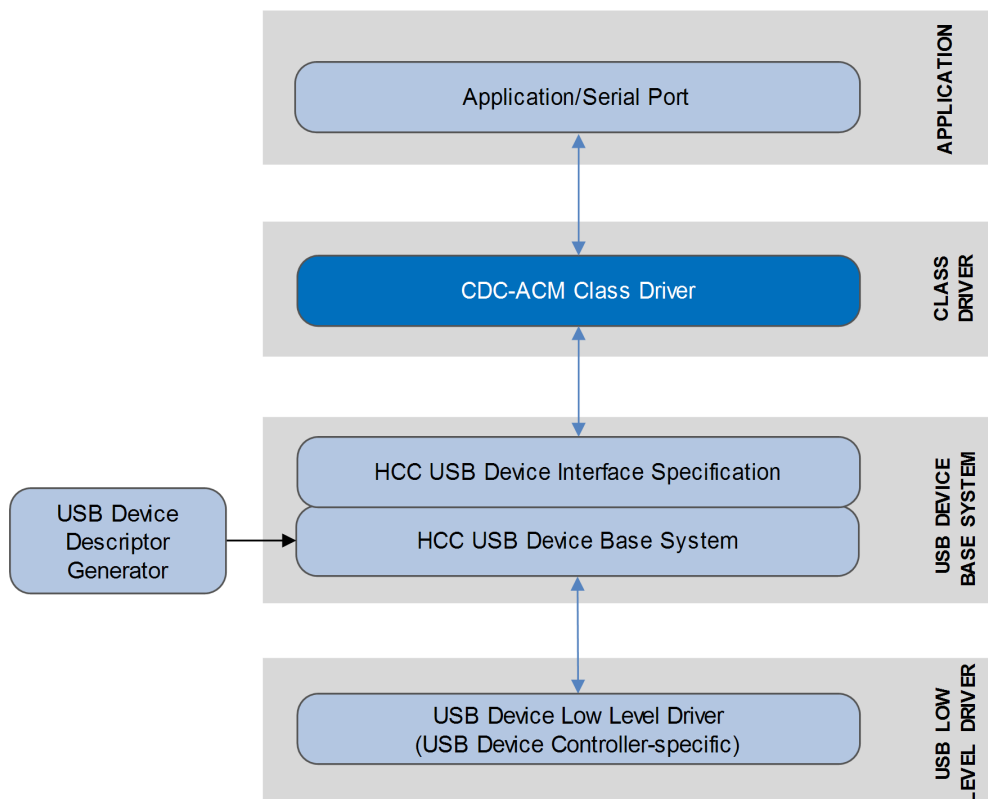 Application/Serial Port
APPLICATION
CDC-ACM Class Driver
CLASS
DRIVER
HCC USB Device Interface Specification
HCC USB Device Base System
USB DEVICE
BASE SYSTEM
USB Device
Descriptor
Generator
USB Device Low Level Driver
(USB Device Controller-specific)
USB LOW
LEVEL DRIVER